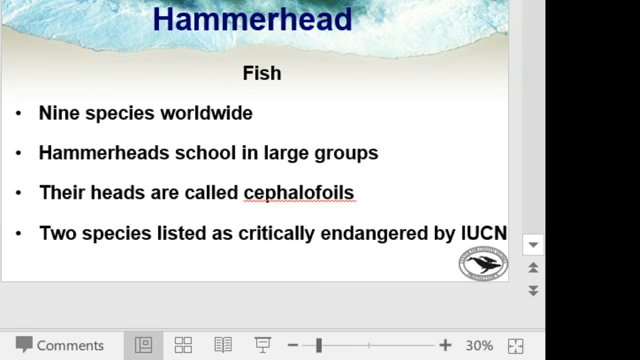 Hammerhead
Fish
• Nine species worldwide
• Hammerheads school in large groups
• Their heads are called cephalofoils
• Two species listed as critically endangered by IUCN
Comments
30%